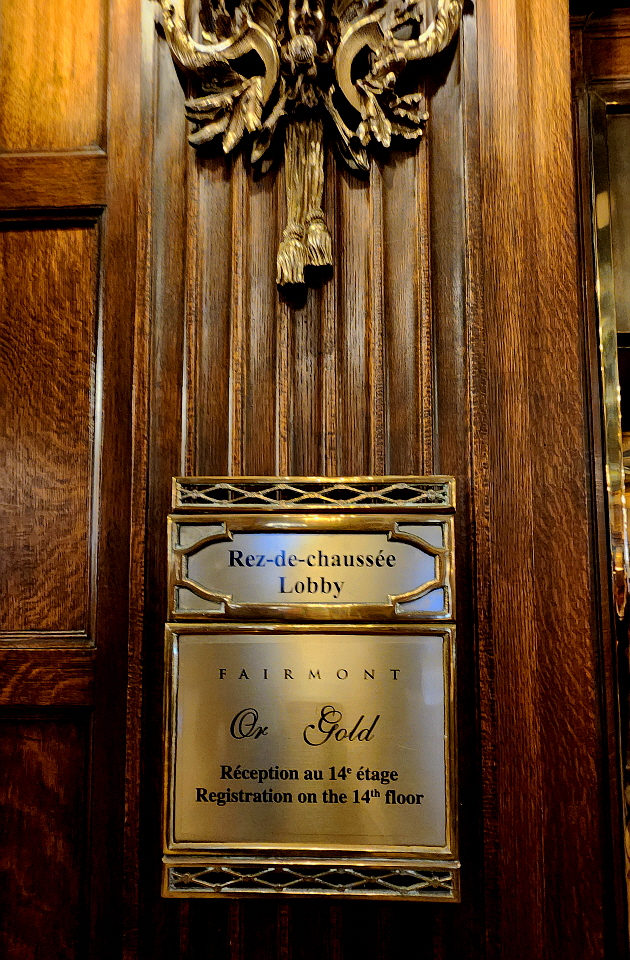 Rez-de-chaussée
Lobby
FAIRMONT
Or Gold
Réception au 14e étage
Registration on the 14th floor